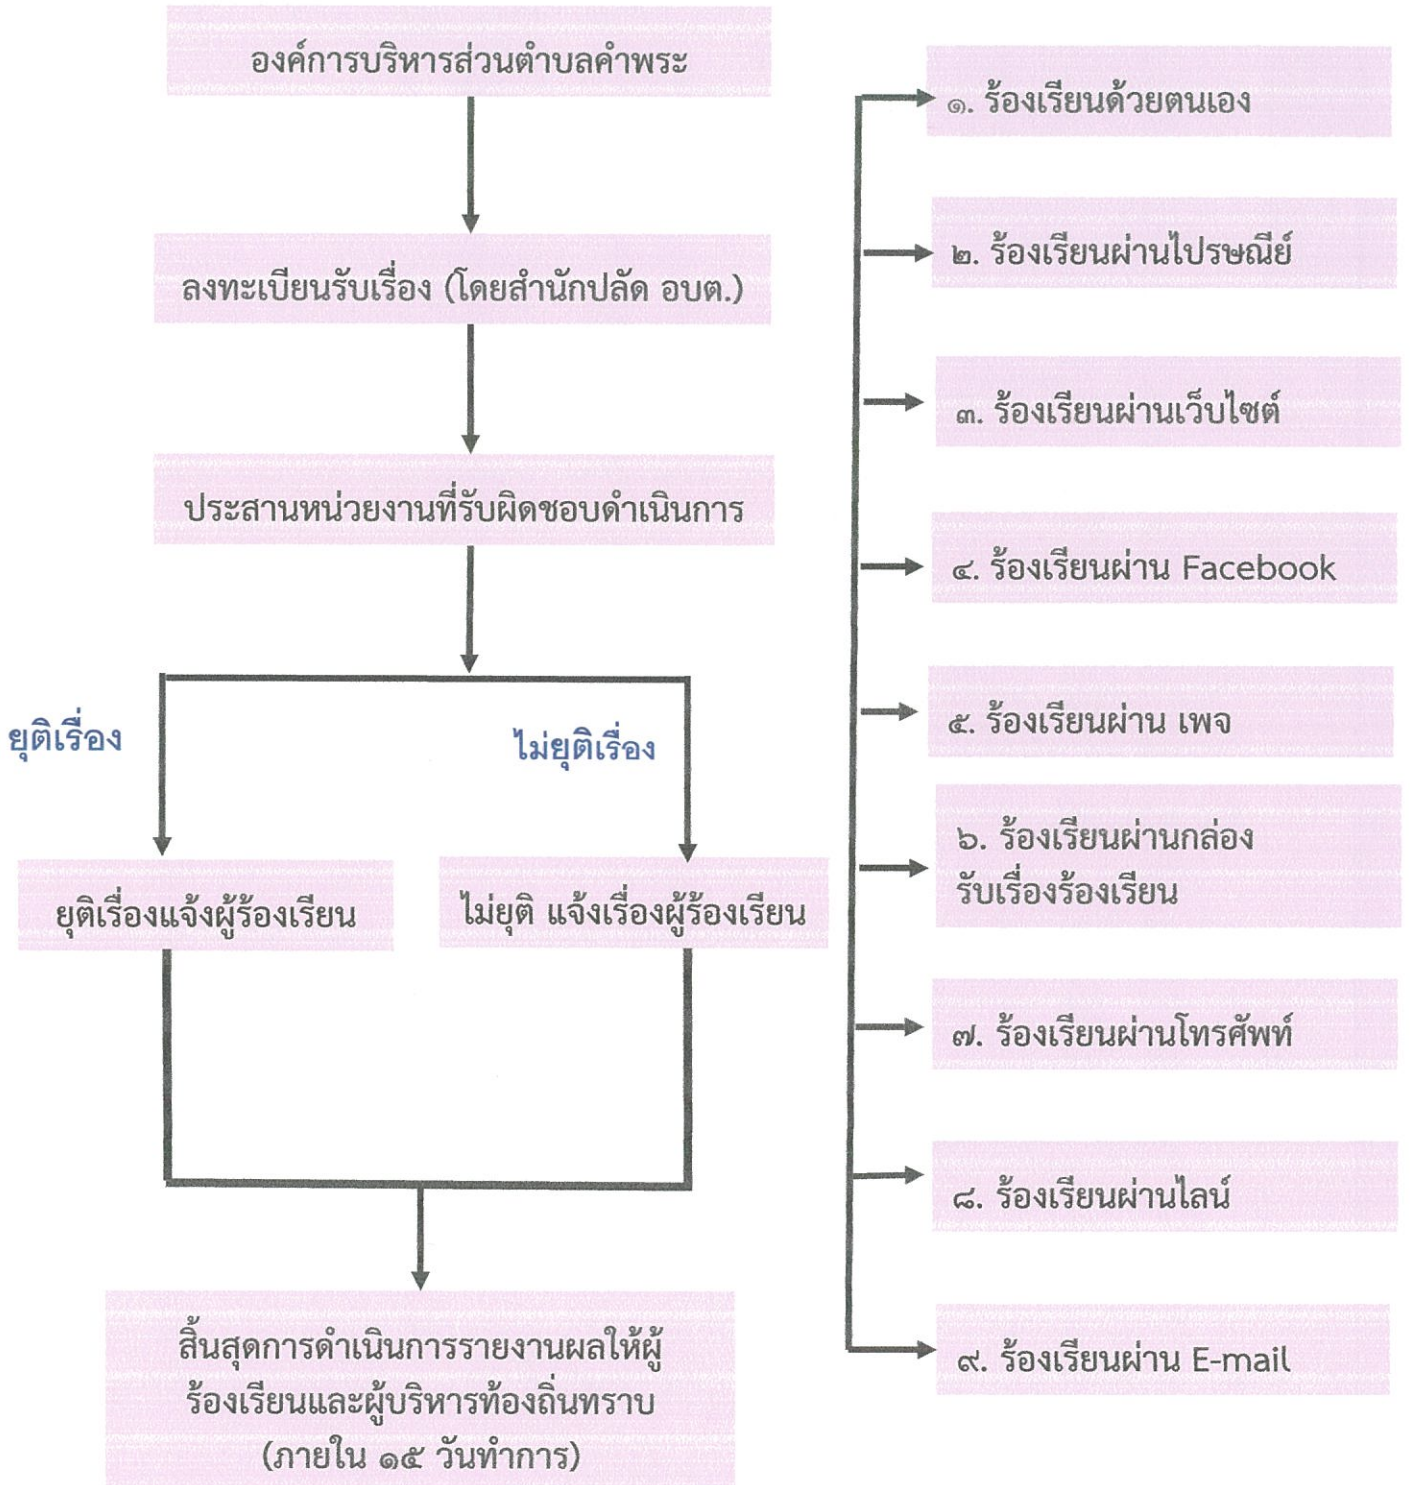 องค์การบริหารส่วนตำบลคำพระ
ลงทะเบียนรับเรื่อง (โดยสำนักปลัด อบต.)
ประสานหน่วยงานที่รับผิดชอบดำเนินการ
ยุติเรื่อง
ไม่ยุติเรื่อง
ยุติเรื่องแจ้งผู้ร้องเรียน
ไม่ยุติ แจ้งเรื่องผู้ร้องเรียน
สิ้นสุดการดำเนินการรายงานผลให้ผู้
ร้องเรียนและผู้บริหารท้องถิ่นทราบ
(ภายใน ๑๕ วันทำการ)
๑. ร้องเรียนด้วยตนเอง
๒. ร้องเรียนผ่านไปรษณีย์
๓. ร้องเรียนผ่านเว็บไซต์
๔. ร้องเรียนผ่าน Facebook
๕. ร้องเรียนผ่าน เพจ
๖. ร้องเรียนผ่านกล่อง
รับเรื่องร้องเรียน
๗. ร้องเรียนผ่านโทรศัพท์
๘. ร้องเรียนผ่านไลน์
๙. ร้องเรียนผ่าน E-mail